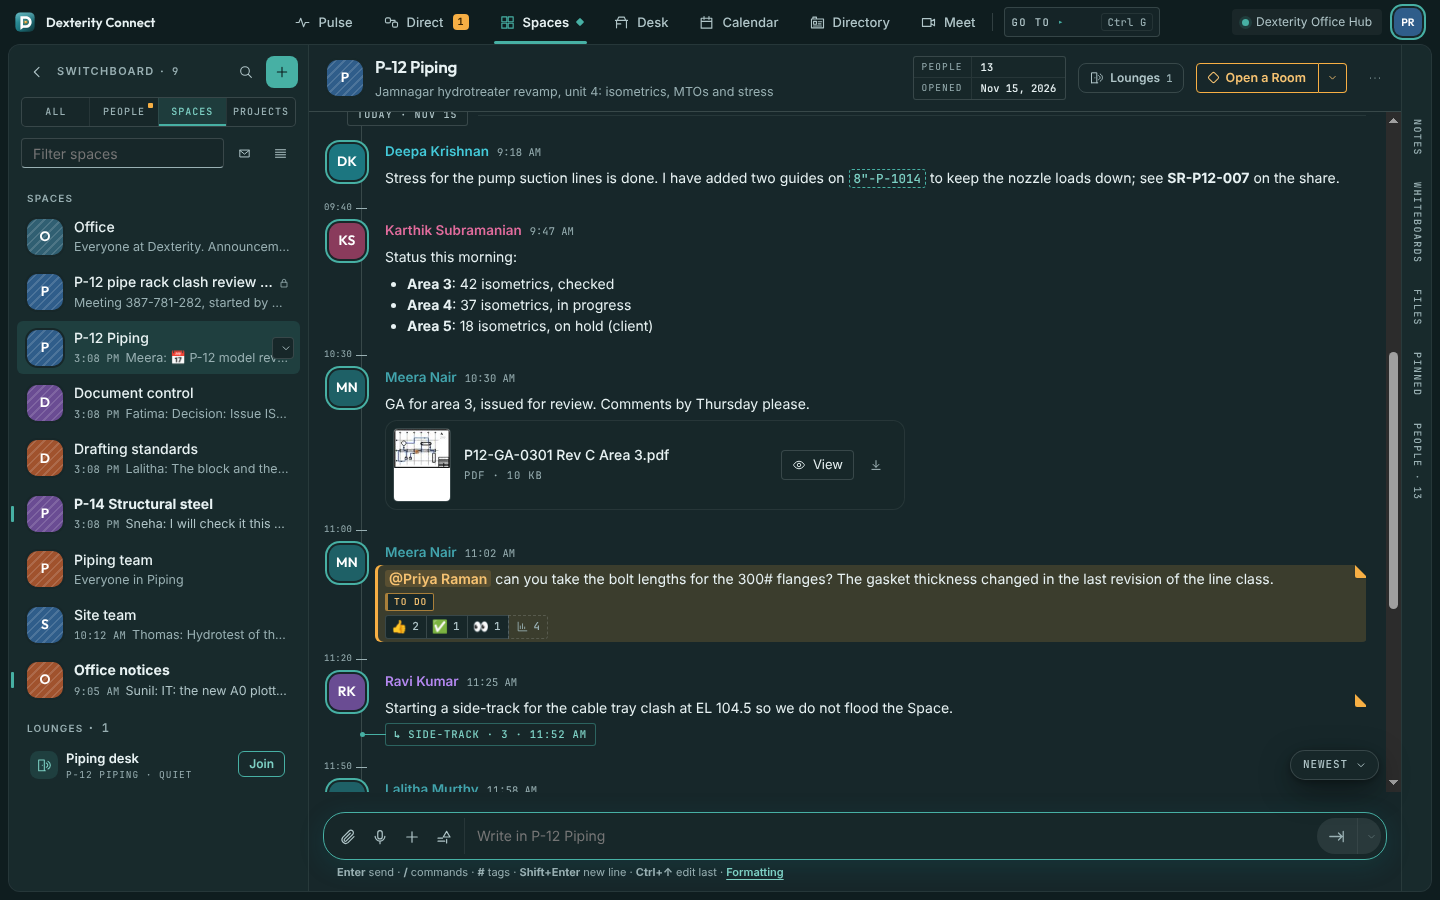 Dexterity Connect
Pulse
Direct 1
Spaces
Desk
Calendar
Directory
Meet
GO TO Ctrl G
Dexterity Office Hub
PR
SWITCHBOARD · 9
ALL PEOPLE SPACES PROJECTS
Filter spaces
SPACES
O
Office
Everyone at Dexterity. Announcem...
P
P-12 pipe rack clash review ...
Meeting 387-781-282, started by ...
P
P-12 Piping
3:08 PM Meera: 📅 P-12 model rev...
D
Document control
3:08 PM Fatima: Decision: Issue IS...
D
Drafting standards
3:08 PM Lalitha: The block and the...
P
P-14 Structural steel
3:08 PM Sneha: I will check it this ...
P
Piping team
Everyone in Piping
S
Site team
10:12 AM Thomas: Hydrotest of th...
O
Office notices
9:05 AM Sunil: IT: the new A0 plott...
LOUNGES · 1
Piping desk
P-12 PIPING · QUIET
Join
P
P-12 Piping
Jamnagar hydrotreater revamp, unit 4: isometrics, MTOs and stress
PEOPLE 13
OPENED Nov 15, 2026
Lounges 1
Open a Room
TODAY · NOV 15
DK
Deepa Krishnan 9:18 AM
Stress for the pump suction lines is done. I have added two guides on 8"-P-1014 to keep the nozzle loads down; see SR-P12-007 on the share.
09:40
KS
Karthik Subramanian 9:47 AM
Status this morning:
• Area 3: 42 isometrics, checked
• Area 4: 37 isometrics, in progress
• Area 5: 18 isometrics, on hold (client)
10:30
MN
Meera Nair 10:30 AM
GA for area 3, issued for review. Comments by Thursday please.
P12-GA-0301 Rev C Area 3.pdf
PDF · 10 KB
View
11:00
MN
Meera Nair 11:02 AM
@Priya Raman can you take the bolt lengths for the 300# flanges? The gasket thickness changed in the last revision of the line class.
TO DO
👍 2 ✅ 1 👀 1 4
11:20
RK
Ravi Kumar 11:25 AM
Starting a side-track for the cable tray clash at EL 104.5 so we do not flood the Space.
↳ SIDE-TRACK · 3 · 11:52 AM
11:50
Lalitha Murthy 11:58 AM
NEWEST
Write in P-12 Piping
Enter send · / commands · # tags · Shift+Enter new line · Ctrl+↑ edit last · Formatting
NOTES
WHITEBOARDS
FILES
PINNED
PEOPLE · 13